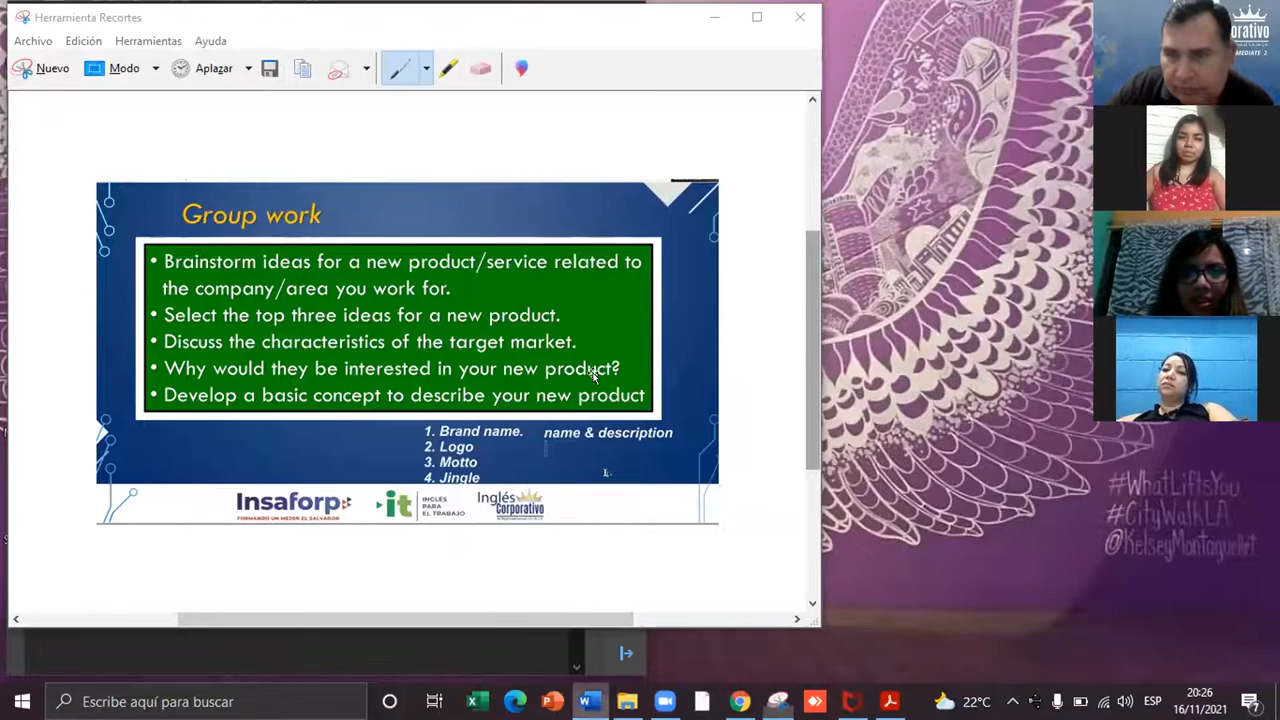 Herramienta Recortes
Archivo Edición Herramientas Ayuda
Nuevo Modo Aplazar
Group work
• Brainstorm ideas for a new product/service related to
the company/area you work for.
• Select the top three ideas for a new product.
• Discuss the characteristics of the target market.
• Why would they be interested in your new product?
• Develop a basic concept to describe your new product
1. Brand name. name & description
2. Logo
3. Motto
4. Jingle
Insaforp
FORMANDO UN MEJOR EL SALVADOR
it
INGLÉS
PARA
EL TRABAJO
Inglés
Corporativo
orporativo
MEDIATE 2
#WhatLiftsYou
#CityWalkLA
@KelseyMontagueArt
Escribe aquí para buscar
22°C
ESP
20:26
16/11/2021
7